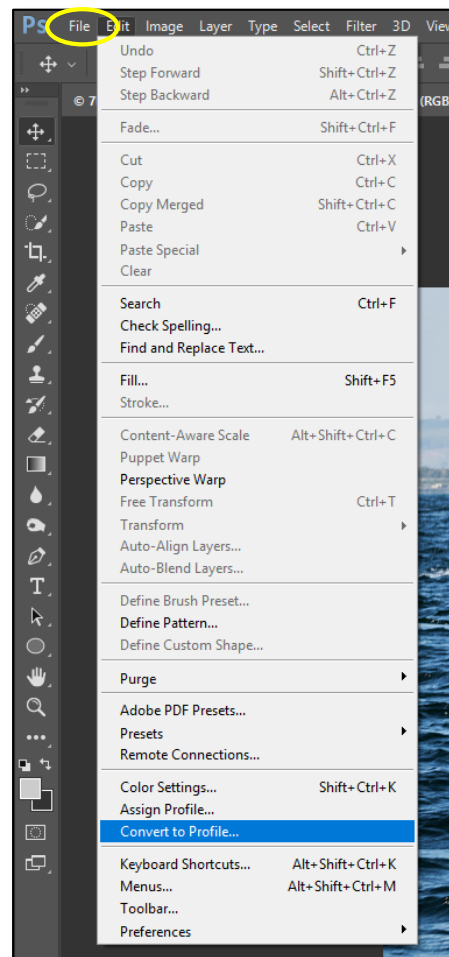 Ps File Edit Image Layer Type Select Filter 3D View
© 7 (RGB
Undo Ctrl+Z
Step Forward Shift+Ctrl+Z
Step Backward Alt+Ctrl+Z
Fade... Shift+Ctrl+F
Cut Ctrl+X
Copy Ctrl+C
Copy Merged Shift+Ctrl+C
Paste Ctrl+V
Paste Special
Clear
Search Ctrl+F
Check Spelling...
Find and Replace Text...
Fill... Shift+F5
Stroke...
Content-Aware Scale Alt+Shift+Ctrl+C
Puppet Warp
Perspective Warp
Free Transform Ctrl+T
Transform
Auto-Align Layers...
Auto-Blend Layers...
Define Brush Preset...
Define Pattern...
Define Custom Shape...
Purge
Adobe PDF Presets...
Presets
Remote Connections...
Color Settings... Shift+Ctrl+K
Assign Profile...
Convert to Profile...
Keyboard Shortcuts... Alt+Shift+Ctrl+K
Menus... Alt+Shift+Ctrl+M
Toolbar...
Preferences